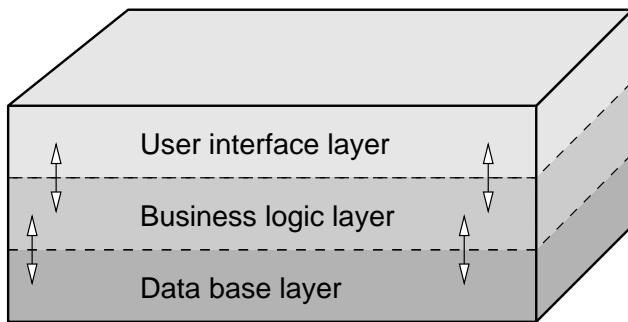 User interface layer
Business logic layer
Data base layer